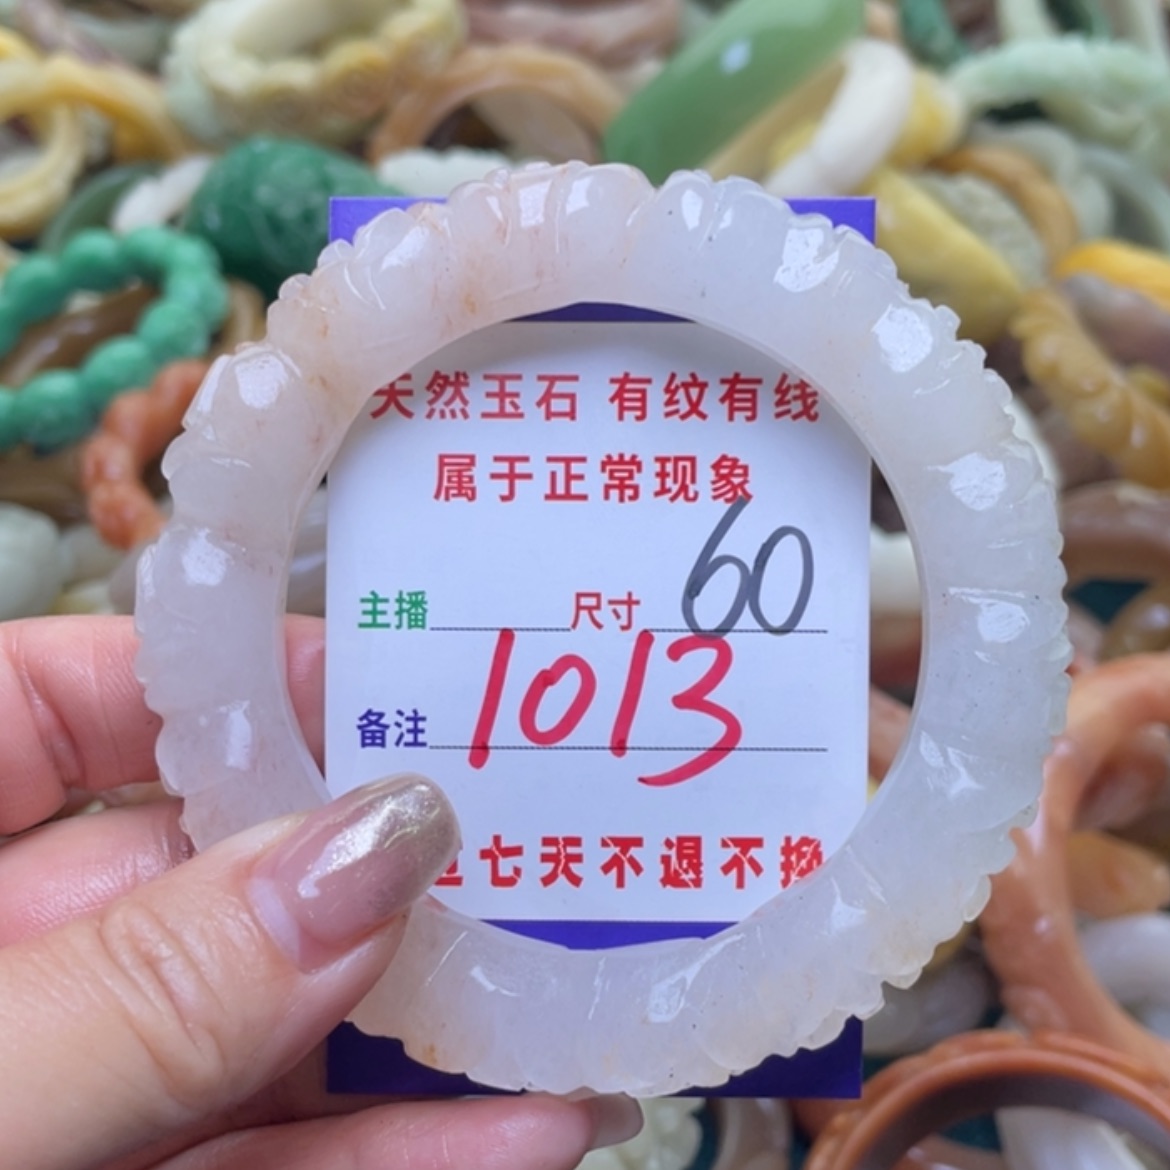 天然玉石 有纹有线
属于正常现象
主播 尺寸 60
备注 1013
七天不退不换